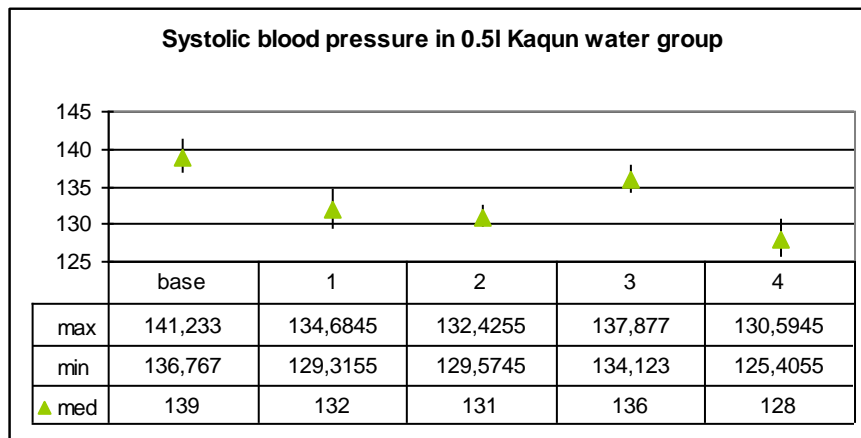 Systolic blood pressure in 0.5l Kaqun water group
145
140
135
130
125
base 1 2 3 4
max 141,233 134,6845 132,4255 137,877 130,5945
min 136,767 129,3155 129,5745 134,123 125,4055
med 139 132 131 136 128